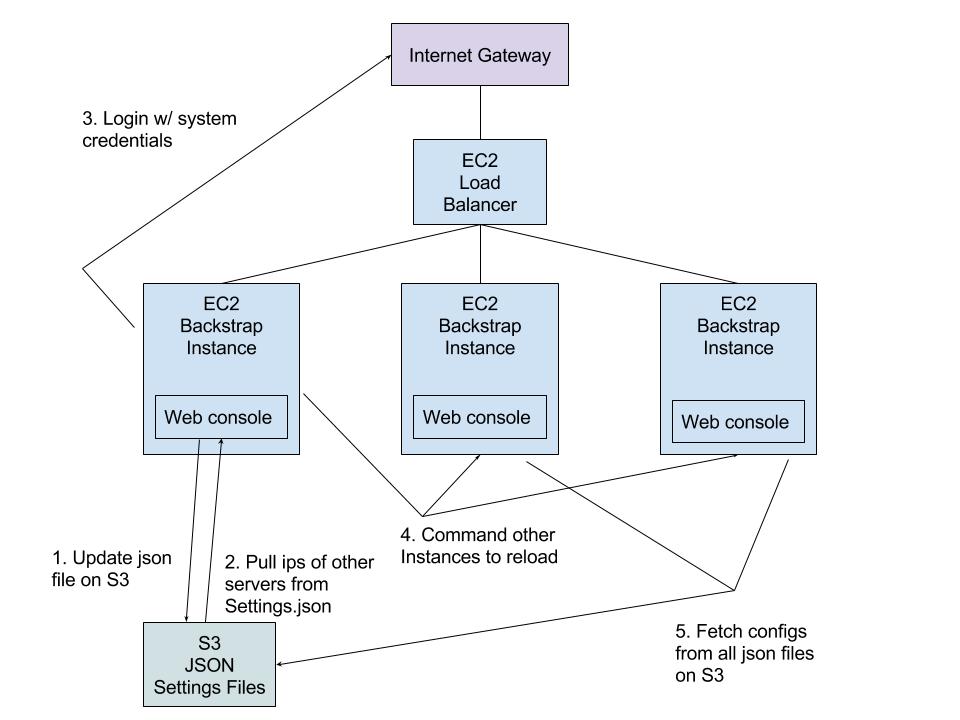 Internet Gateway
3. Login w/ system
credentials
EC2
Load
Balancer
EC2
Backstrap
Instance
Web console
EC2
Backstrap
Instance
Web console
EC2
Backstrap
Instance
Web console
4. Command other
Instances to reload
1. Update json
file on S3
2. Pull ips of other
servers from
Settings.json
5. Fetch configs
from all json files
on S3
S3
JSON
Settings Files